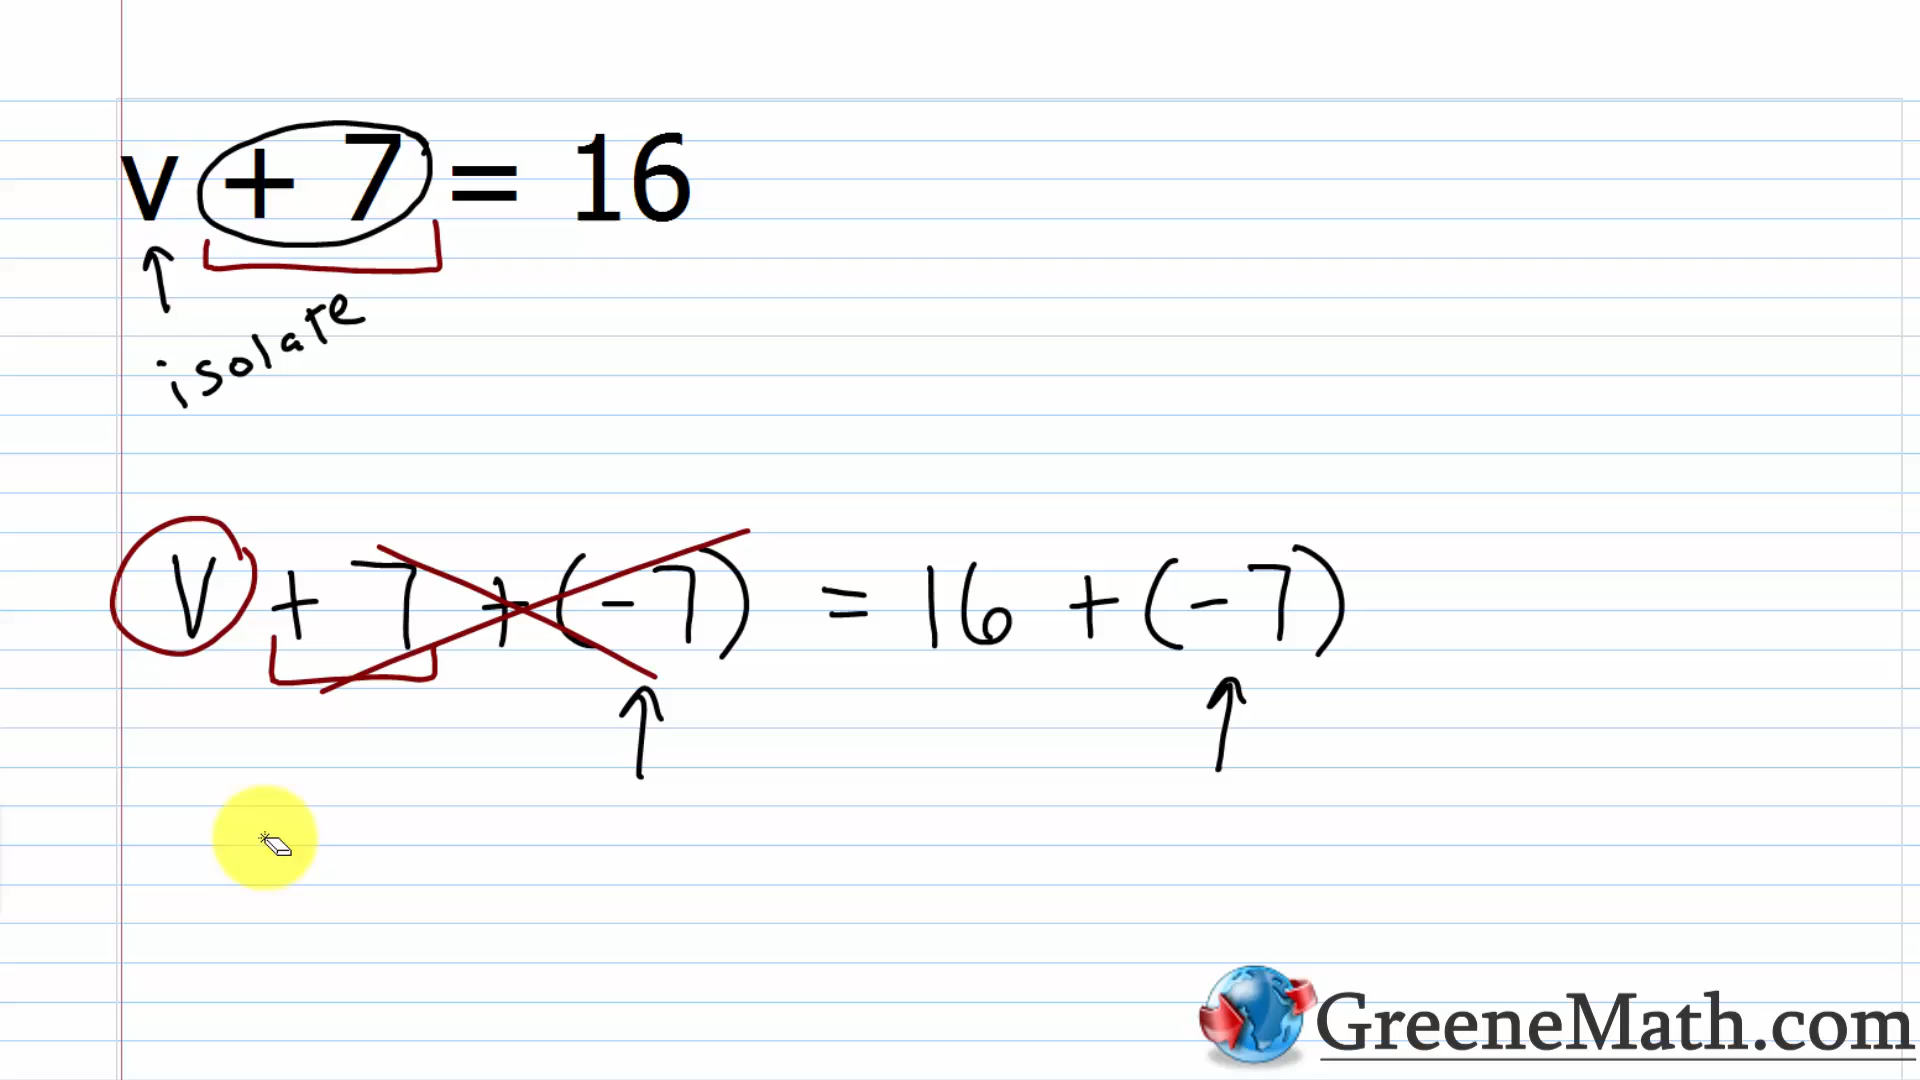 v + 7 = 16
isolate
V + 7 + (-7) = 16 + (-7)
GreeneMath.com